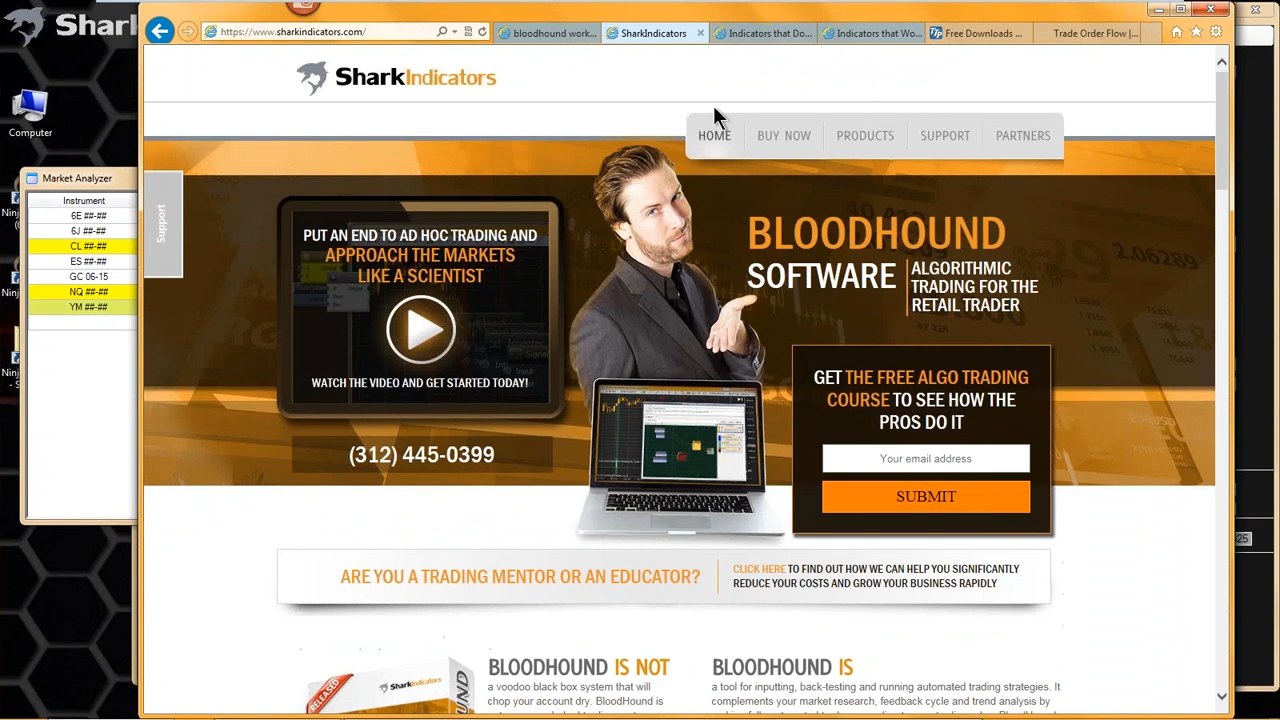 Shark
https://www.sharkindicators.com/
bloodhound work...
SharkIndicators
Indicators that Do...
Indicators that Wo...
Free Downloads ...
Trade Order Flow |...
SharkIndicators
HOME
BUY NOW
PRODUCTS
SUPPORT
PARTNERS
Computer
Market Analyzer
Instrument
6E ##-##
6J ##-##
CL ##-##
ES ##-##
GC 06-15
NQ ##-##
YM ##-##
Support
PUT AN END TO AD HOC TRADING AND
APPROACH THE MARKETS
LIKE A SCIENTIST
WATCH THE VIDEO AND GET STARTED TODAY!
(312) 445-0399
BLOODHOUND
SOFTWARE
ALGORITHMIC
TRADING FOR THE
RETAIL TRADER
GET THE FREE ALGO TRADING
COURSE TO SEE HOW THE
PROS DO IT
Your email address
SUBMIT
ARE YOU A TRADING MENTOR OR AN EDUCATOR?
CLICK HERE TO FIND OUT HOW WE CAN HELP YOU SIGNIFICANTLY
REDUCE YOUR COSTS AND GROW YOUR BUSINESS RAPIDLY
RELEASED
SharkIndicators
BLOODHOUND IS NOT
a voodoo black box system that will
chop your account dry. BloodHound is
BLOODHOUND IS
a tool for inputting, back-testing and running automated trading strategies. It
complements your market research, feedback cycle and trend analysis by